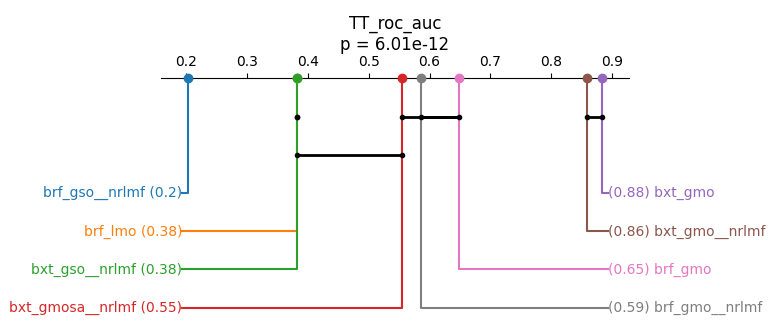 TT_roc_auc
p = 6.01e-12
0.2 0.3 0.4 0.5 0.6 0.7 0.8 0.9
brf_gso__nrlmf (0.2) (0.88) bxt_gmo
brf_lmo (0.38) (0.86) bxt_gmo__nrlmf
bxt_gso__nrlmf (0.38) (0.65) brf_gmo
bxt_gmosa__nrlmf (0.55) (0.59) brf_gmo__nrlmf